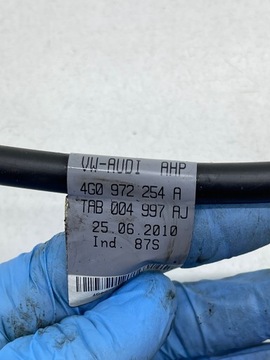 VW-AUDI AHP
4G0 972 254 A
TAB 004 997 AJ
25.06.2010
Ind. 87S